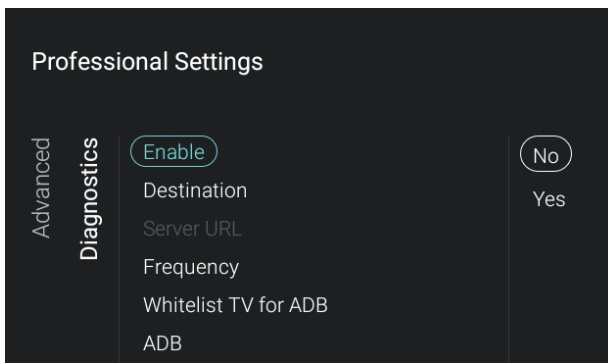 Professional Settings
Advanced
Diagnostics
Enable
Destination
Server URL
Frequency
Whitelist TV for ADB
ADB
No
Yes